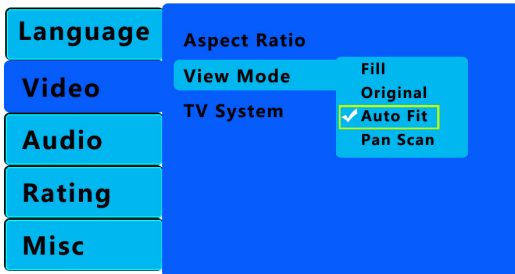 Language
Video
Audio
Rating
Misc
Aspect Ratio
View Mode
TV System
Fill
Original
Auto Fit
Pan Scan